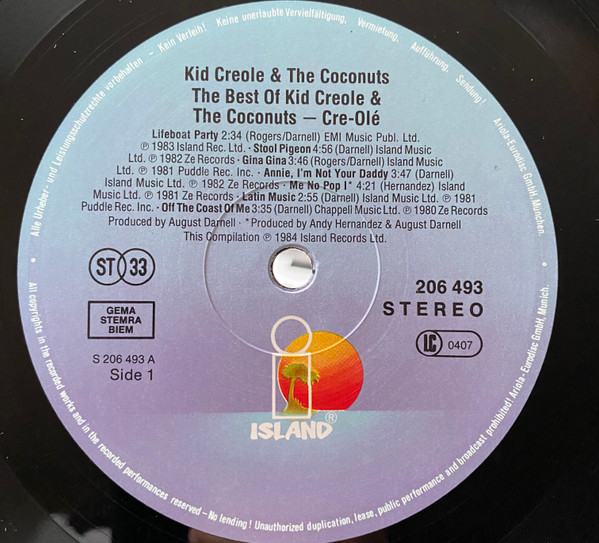 Alle Urheber- und Leistungsschutzrechte vorbehalten – Kein Verleih! Keine unerlaubte Vervielfältigung, Vermietung, Aufführung, Sendung!
Ariola-Eurodisc GmbH, München.
Kid Creole & The Coconuts
The Best Of Kid Creole &
The Coconuts – Cre-Olé
Lifeboat Party 2:34 (Rogers/Darnell) EMI Music Publ. Ltd.
℗ 1983 Island Rec. Ltd. · Stool Pigeon 4:56 (Darnell) Island Music
Ltd. ℗ 1982 Ze Records · Gina Gina 3:46 (Rogers/Darnell) Island Music
Ltd ℗ 1981 Puddle Rec. Inc. · Annie, I'm Not Your Daddy 3:47 (Darnell)
Island Music Ltd. ℗ 1982 Ze Records · Me No Pop I* 4:21 (Hernandez) Island
Music Ltd. ℗ 1981 Ze Records · Latin Music 2:55 (Darnell) Island Music Ltd. ℗ 1981
Puddle Rec. Inc. · Off The Coast Of Me 3:35 (Darnell) Chappell Music Ltd. ℗ 1980 Ze Records
Produced by August Darnell · *Produced by Andy Hernandez & August Darnell
This Compilation ℗ 1984 Island Records Ltd.
ST 33
GEMA
STEMRA
BIEM
S 206 493 A
Side 1
206 493
STEREO
LC 0407
ISLAND®
All copyrights in the recorded works and in the recorded performances reserved – No lending! Unauthorized duplication, lease, public performance and broadcast prohibited! Ariola-Eurodisc GmbH, Munich.